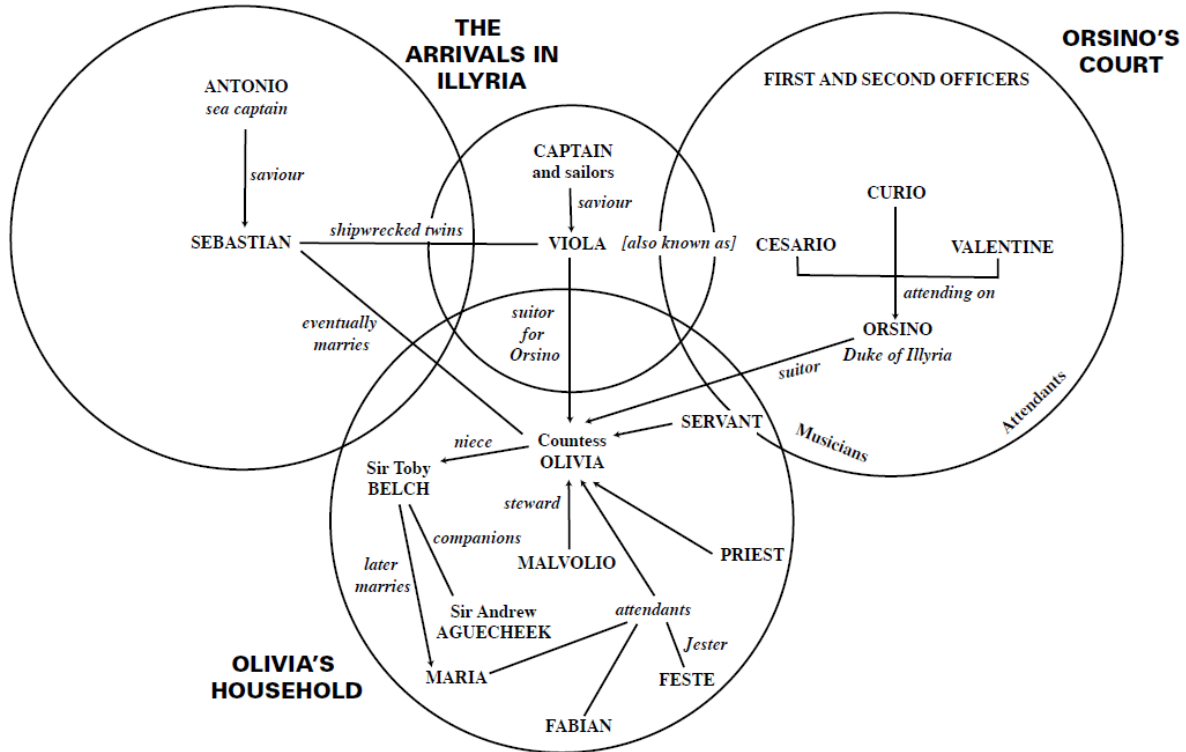 THE
ARRIVALS IN
ILLYRIA
ORSINO'S
COURT
ANTONIO
sea captain
saviour
SEBASTIAN
shipwrecked twins
CAPTAIN
and sailors
saviour
VIOLA
[also known as]
FIRST AND SECOND OFFICERS
CURIO
CESARIO
VALENTINE
attending on
ORSINO
Duke of Illyria
suitor
Attendants
Musicians
eventually
marries
suitor
for
Orsino
SERVANT
Countess
OLIVIA
niece
Sir Toby
BELCH
steward
companions
MALVOLIO
PRIEST
later
marries
Sir Andrew
AGUECHEEK
attendants
Jester
MARIA
FESTE
FABIAN
OLIVIA'S
HOUSEHOLD